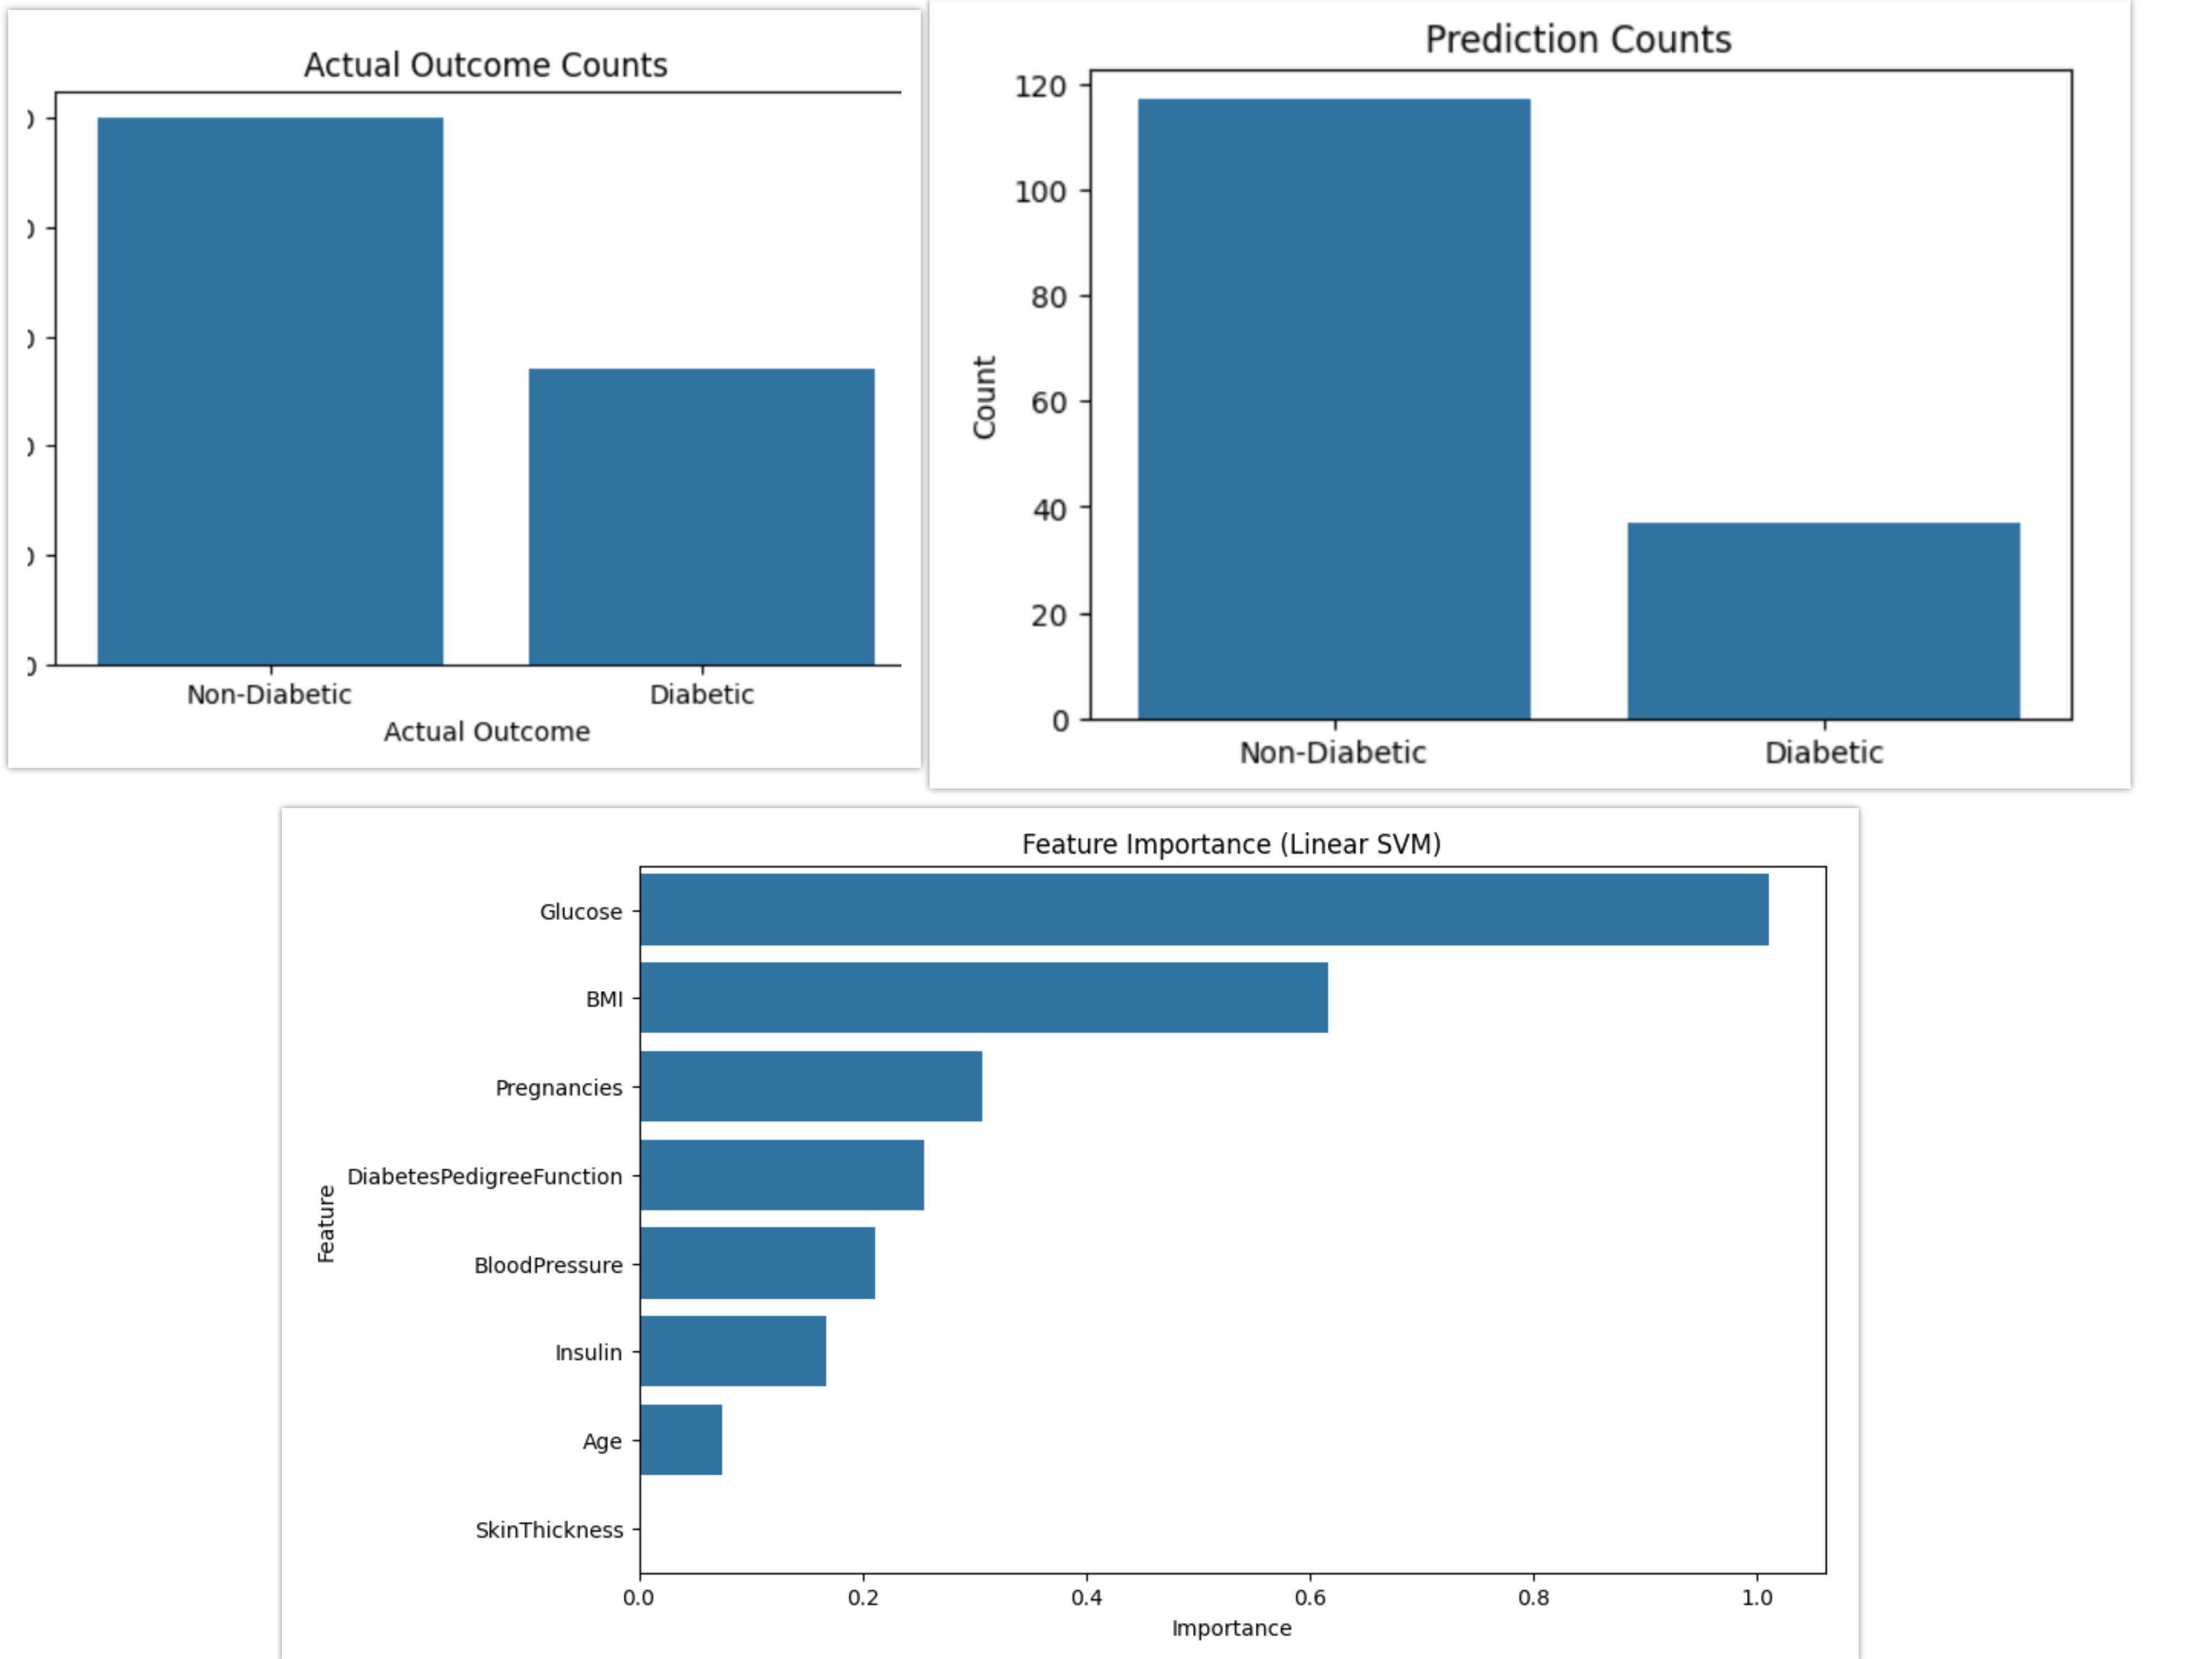 Actual Outcome Counts
0
Non-Diabetic Diabetic
Actual Outcome
Prediction Counts
120
100
80
60
40
20
0
Count
Non-Diabetic Diabetic
Feature Importance (Linear SVM)
Glucose
BMI
Pregnancies
DiabetesPedigreeFunction
BloodPressure
Insulin
Age
SkinThickness
Feature
0.0 0.2 0.4 0.6 0.8 1.0
Importance